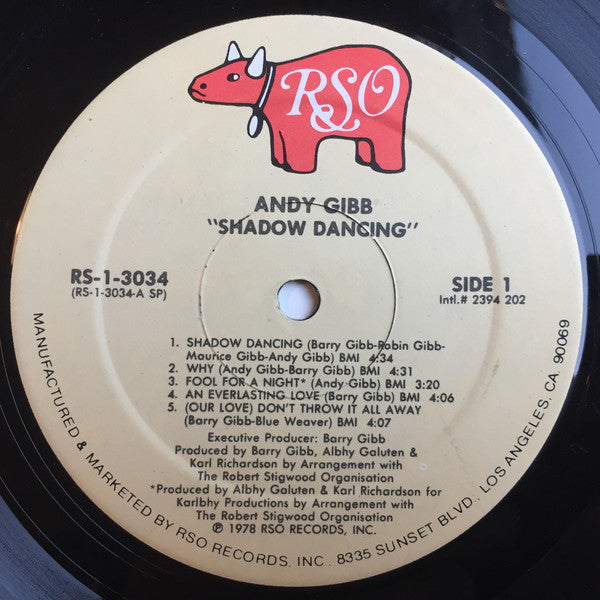 RSO
ANDY GIBB
"SHADOW DANCING"
RS-1-3034
(RS-1-3034-A SP)
SIDE 1
Intl.# 2394 202
1. SHADOW DANCING (Barry Gibb-Robin Gibb-
Maurice Gibb-Andy Gibb) BMI 4:34
2. WHY (Andy Gibb-Barry Gibb) BMI 4:31
3. FOOL FOR A NIGHT* (Andy Gibb) BMI 3:20
4. AN EVERLASTING LOVE (Barry Gibb) BMI 4:06
5. (OUR LOVE) DON'T THROW IT ALL AWAY
(Barry Gibb-Blue Weaver) BMI 4:07
Executive Producer: Barry Gibb
Produced by Barry Gibb, Albhy Galuten &
Karl Richardson by Arrangement with
The Robert Stigwood Organisation
*Produced by Albhy Galuten & Karl Richardson for
Karlbhy Productions by Arrangement with
The Robert Stigwood Organisation
℗ 1978 RSO RECORDS, INC.
MANUFACTURED & MARKETED BY RSO RECORDS, INC., 8335 SUNSET BLVD., LOS ANGELES, CA. 90069